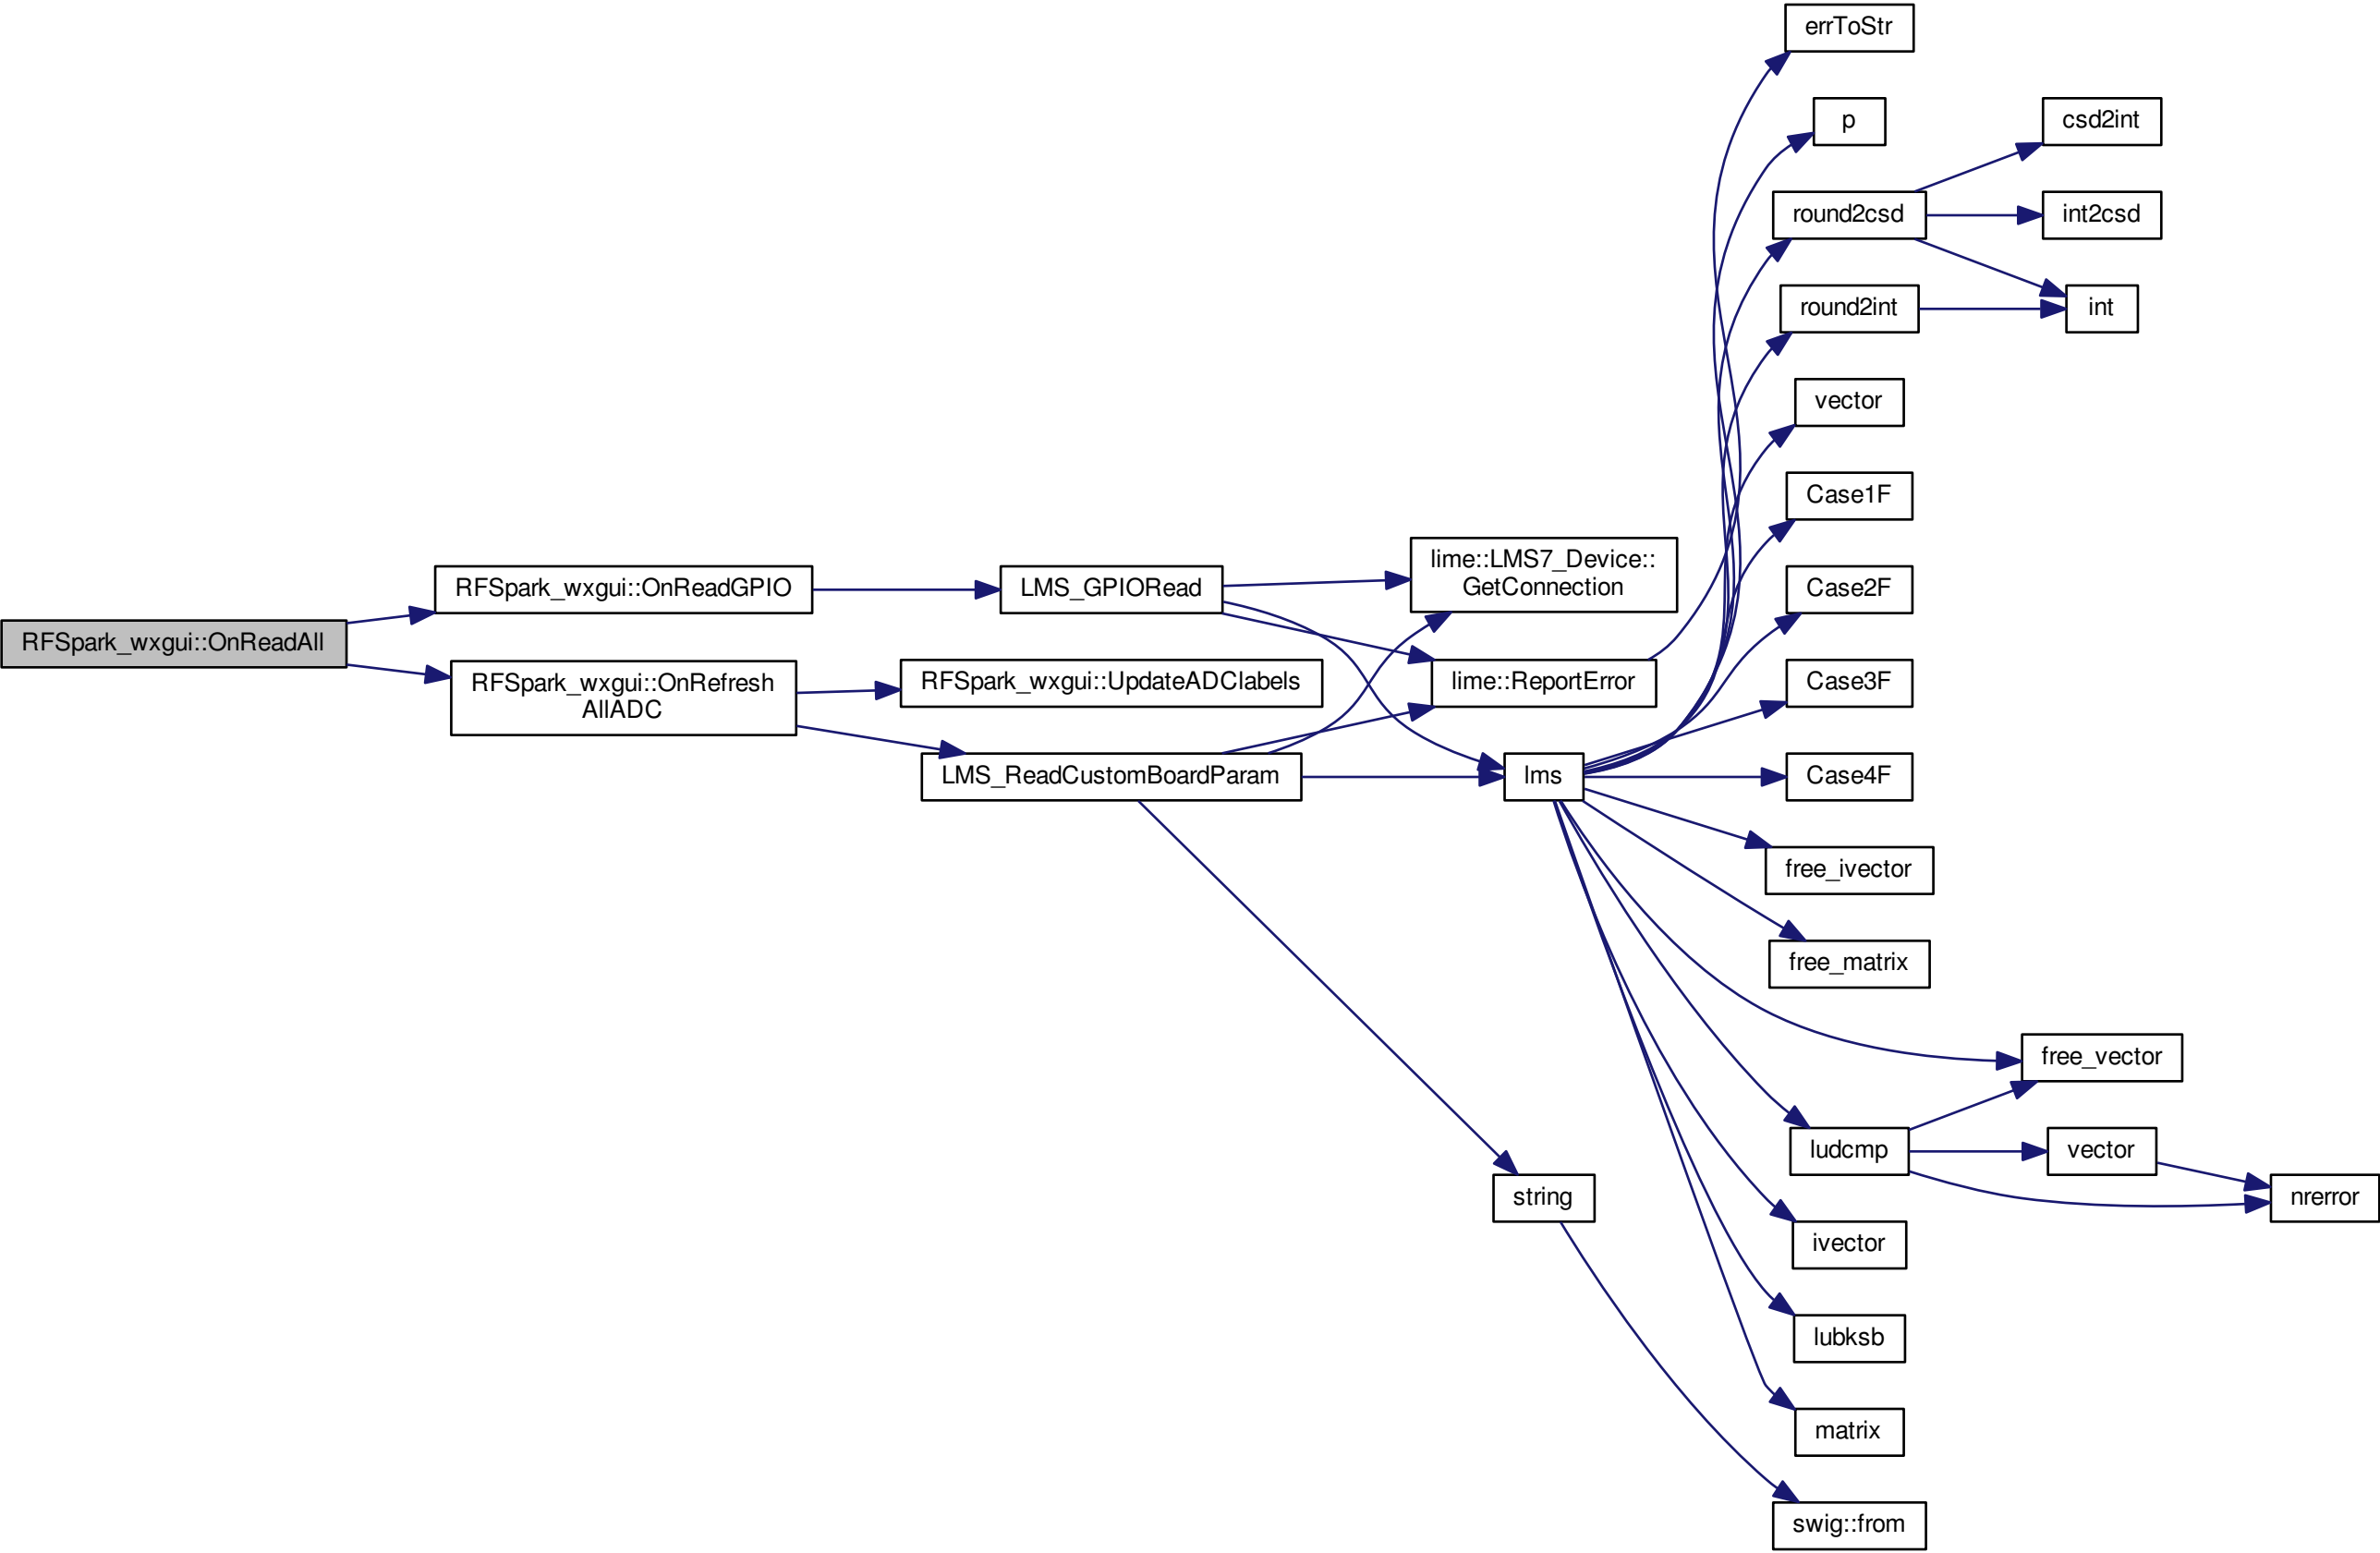 errToStr
p
csd2int
round2csd
int2csd
round2int
int
vector
Case1F
RFSpark_wxgui::OnReadGPIO
LMS_GPIORead
lime::LMS7_Device::
GetConnection
Case2F
RFSpark_wxgui::OnReadAll
RFSpark_wxgui::OnRefresh
AllADC
RFSpark_wxgui::UpdateADClabels
lime::ReportError
Case3F
LMS_ReadCustomBoardParam
lms
Case4F
free_ivector
free_matrix
free_vector
ludcmp
vector
string
nrerror
ivector
lubksb
matrix
swig::from